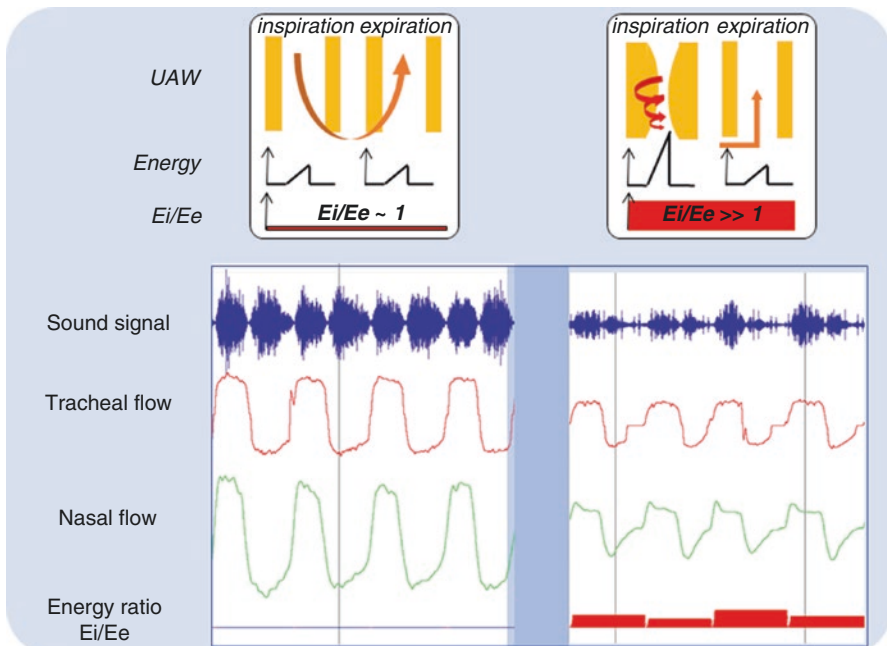 inspiration expiration
inspiration expiration
UAW
Energy
Ei/Ee
Ei/Ee ~ 1
Ei/Ee >> 1
Sound signal
Tracheal flow
Nasal flow
Energy ratio
Ei/Ee